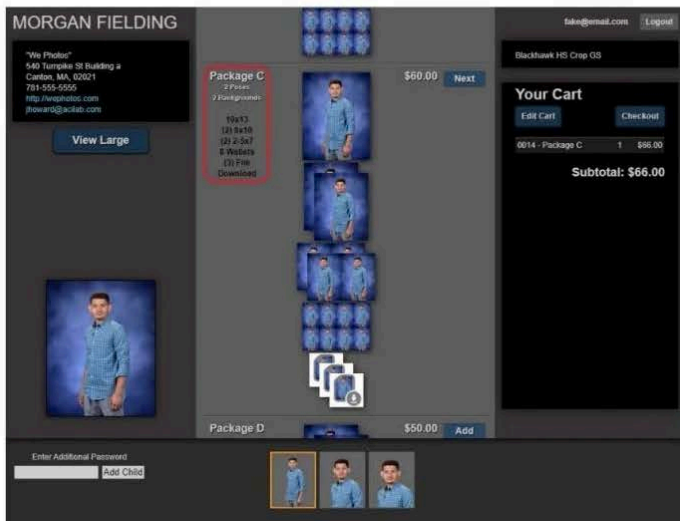 MORGAN FIELDING
"We Photos"
540 Turnpike St Building a
Canton, MA, 02021
781-555-5555
http://wephotos.com
jhoward@acilab.com
View Large
Package C
2 Poses
2 Backgrounds
10x13
(2) 8x10
(2) 2-5x7
8 Wallets
(3) File
Download
$60.00 Next
Package D
$50.00 Add
fake@email.com Logout
Blackhawk HS Crop GS
Your Cart
Edit Cart Checkout
0014 - Package C 1 $66.00
Subtotal: $66.00
Enter Additional Password
Add Child